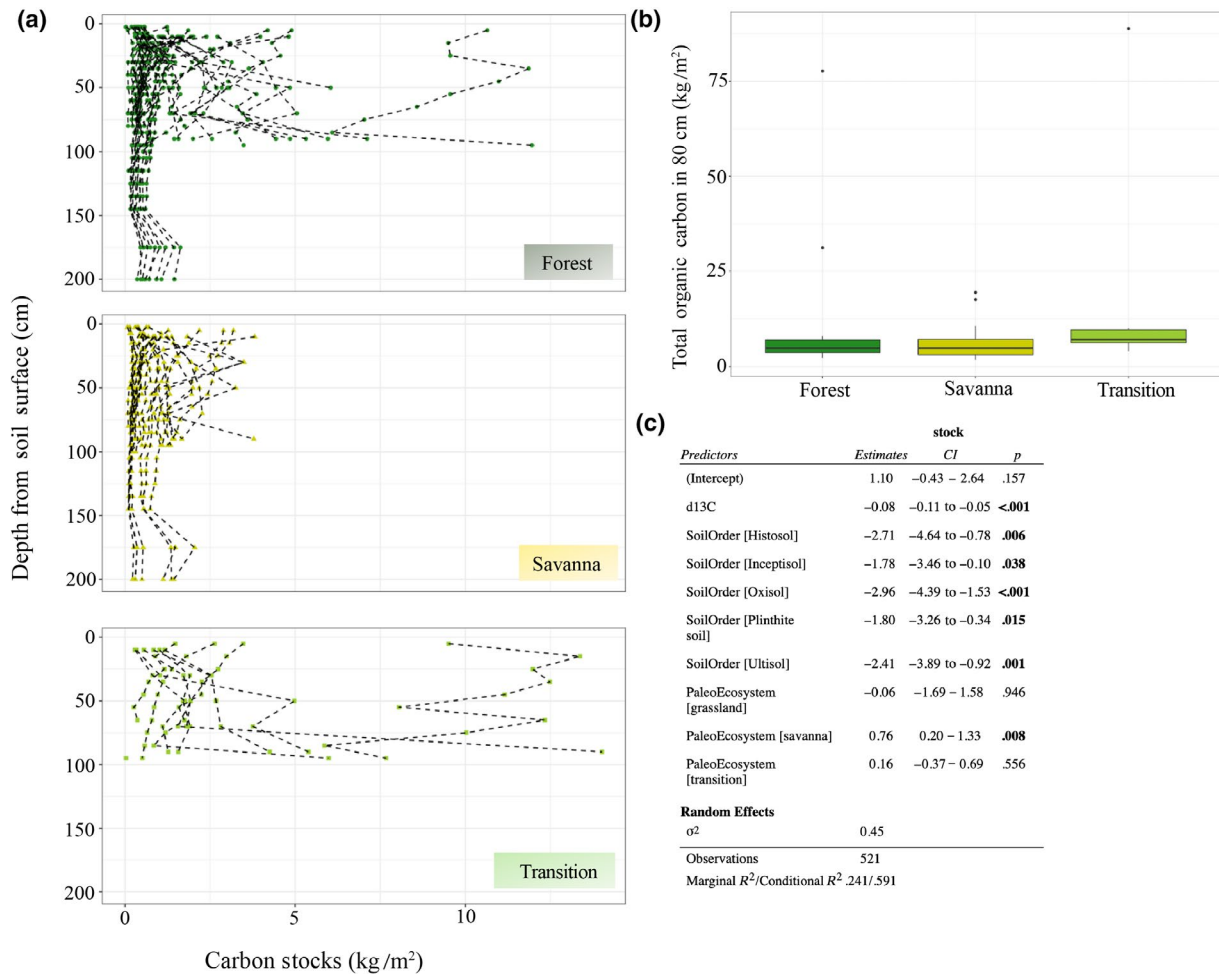 (a)
0
50
100
150
200
Forest
0
50
100
150
200
Savanna
0
50
100
150
200
Transition
0
5
10
Depth from soil surface (cm)
Carbon stocks (kg/m²)
(b)
Total organic carbon in 80 cm (kg/m²)
75
50
25
0
Forest Savanna Transition
(c)
stock
Predictors Estimates CI p
(Intercept) 1.10 −0.43 – 2.64 .157
d13C −0.08 −0.11 to −0.05 <.001
SoilOrder [Histosol] −2.71 −4.64 to −0.78 .006
SoilOrder [Inceptisol] −1.78 −3.46 to −0.10 .038
SoilOrder [Oxisol] −2.96 −4.39 to −1.53 <.001
SoilOrder [Plinthite −1.80 −3.26 to −0.34 .015
soil]
SoilOrder [Ultisol] −2.41 −3.89 to −0.92 .001
PaleoEcosystem −0.06 −1.69 – 1.58 .946
[grassland]
PaleoEcosystem [savanna] 0.76 0.20 – 1.33 .008
PaleoEcosystem 0.16 −0.37 – 0.69 .556
[transition]
Random Effects
σ2 0.45
Observations 521
Marginal R²/Conditional R² .241/.591